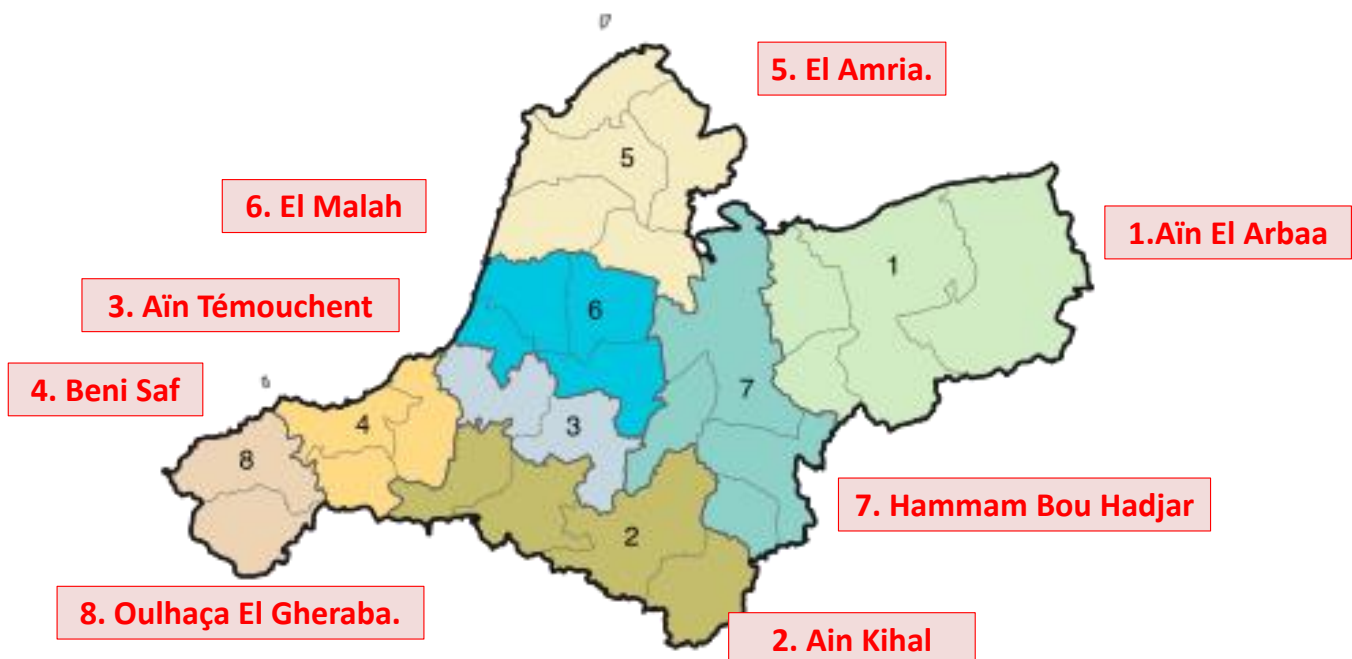 5. El Amria.
5
6. El Malah
1.Aïn El Arbaa
1
3. Aïn Témouchent
6
4. Beni Saf
7
4
3
8
7. Hammam Bou Hadjar
2
8. Oulhaça El Gheraba.
2. Ain Kihal